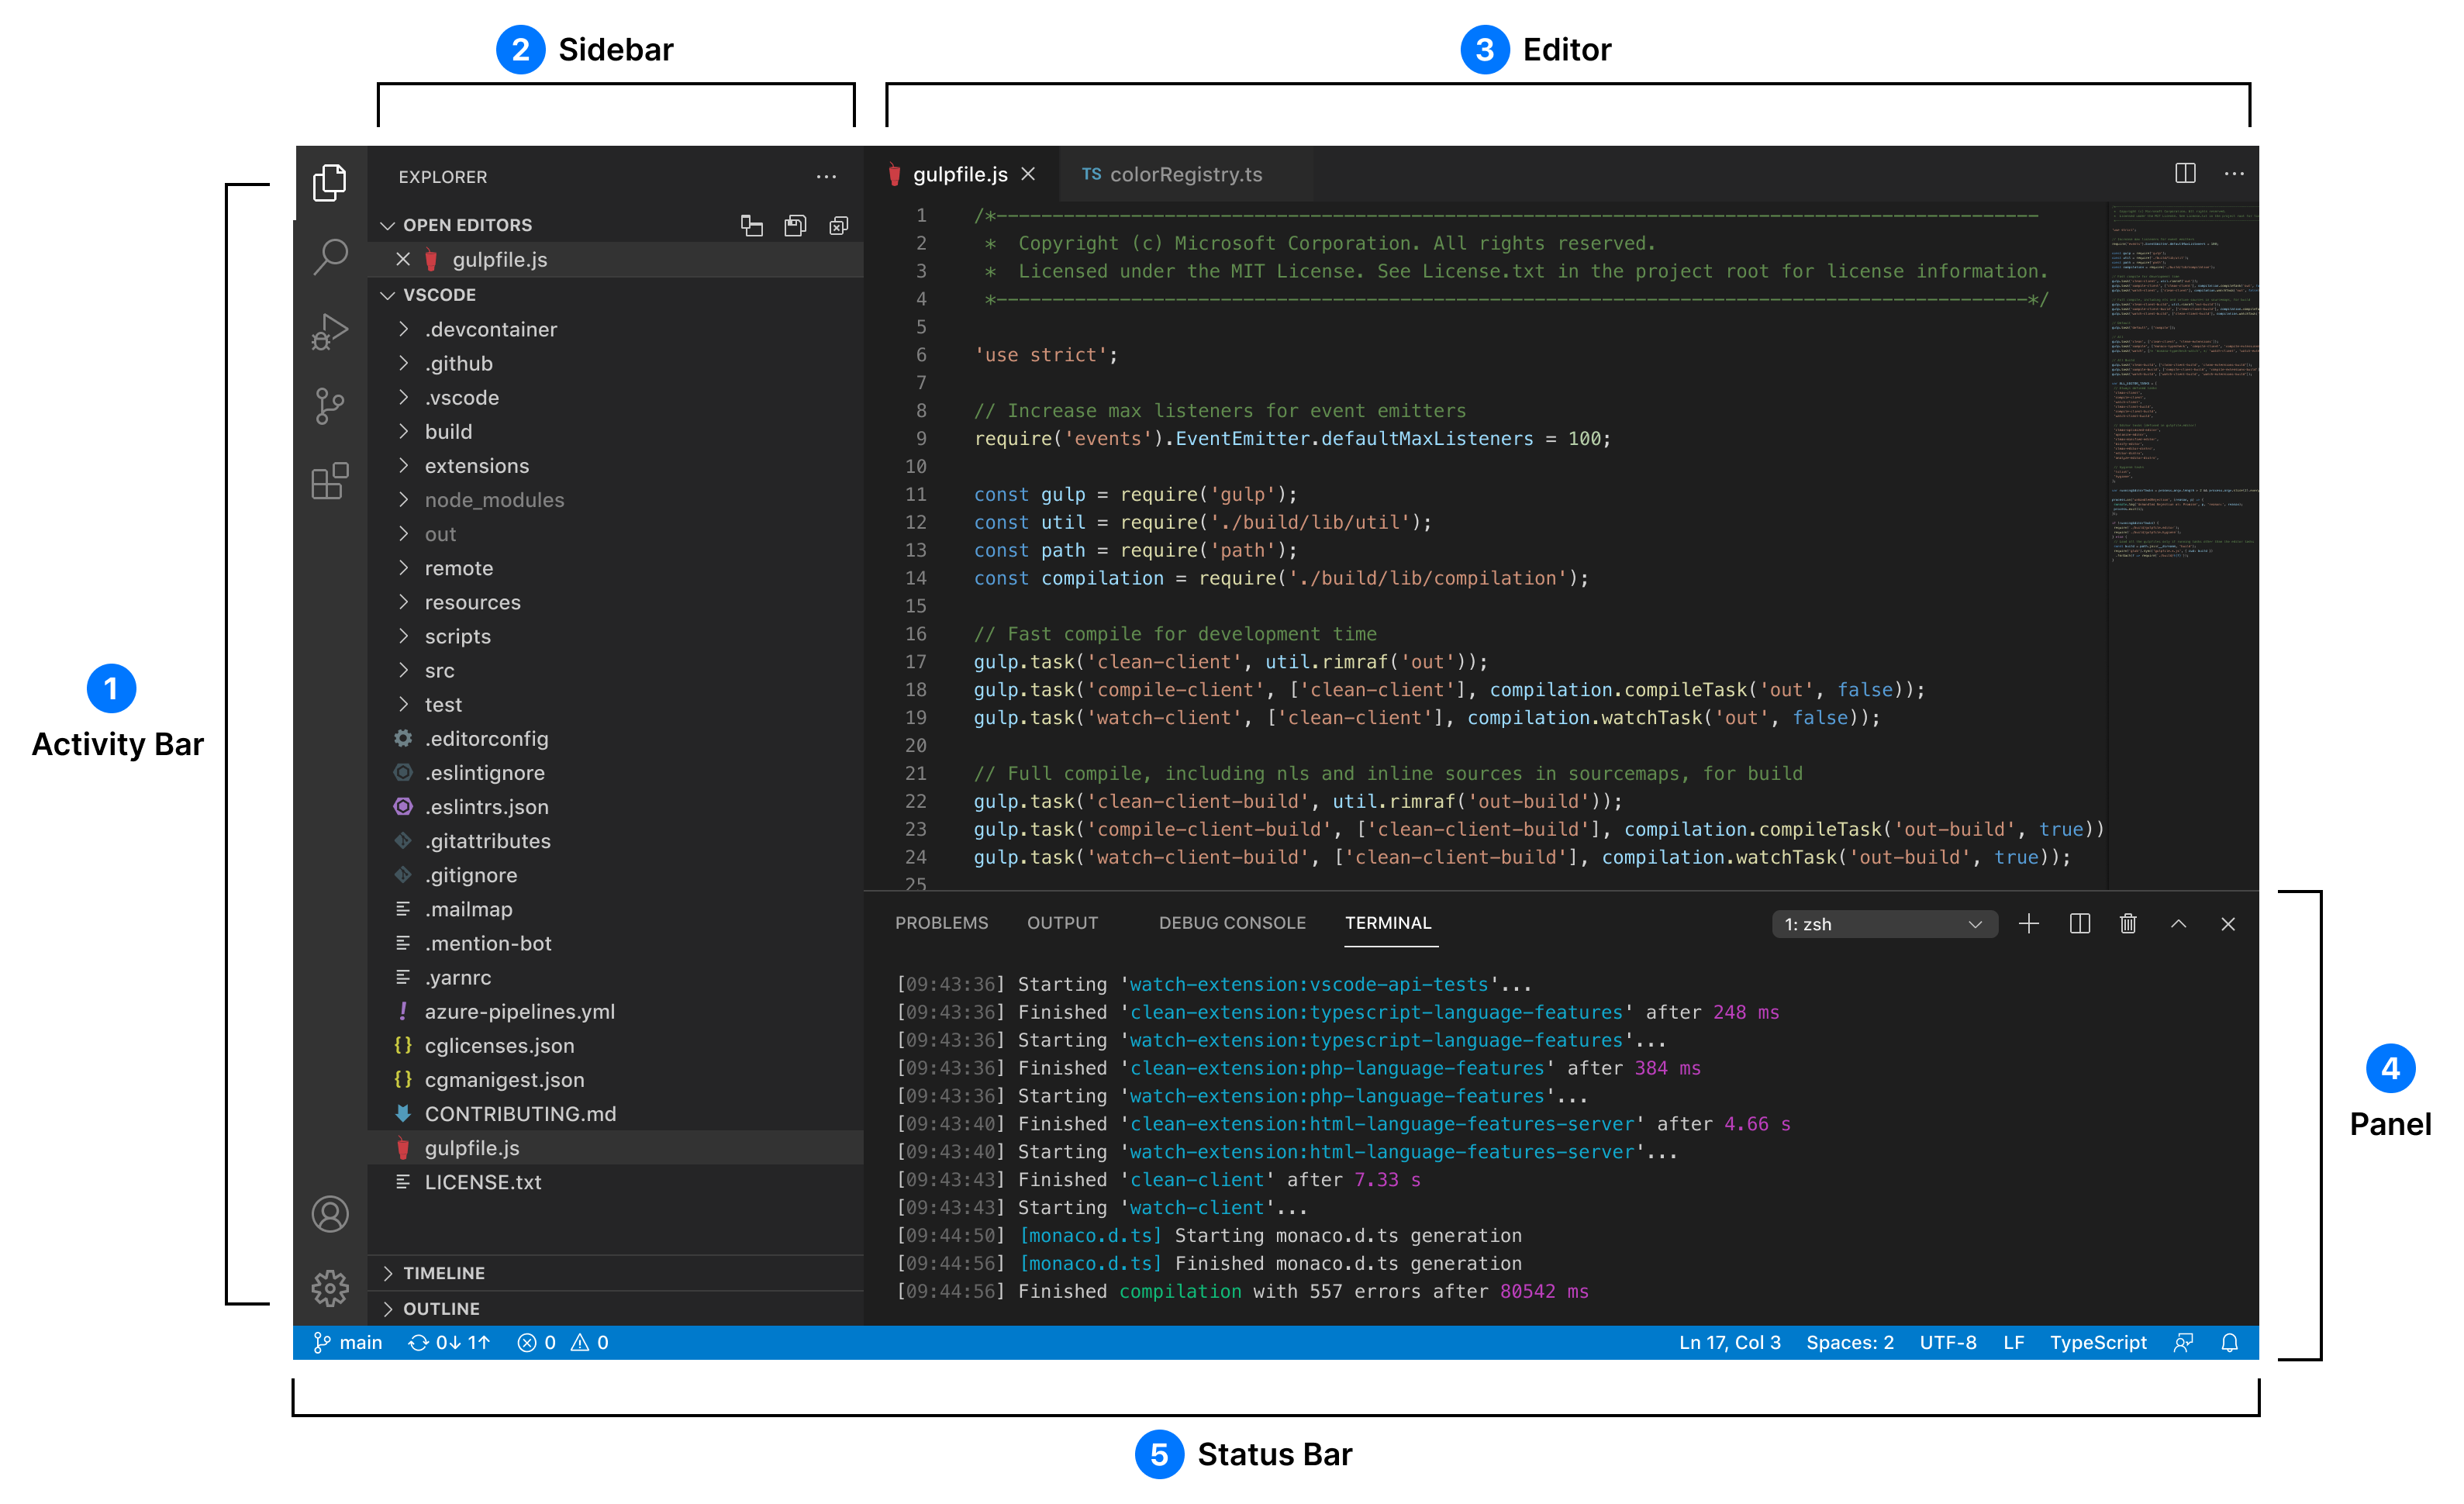 2 Sidebar
3 Editor
1
Activity Bar
EXPLORER
OPEN EDITORS
gulpfile.js
VSCODE
.devcontainer
.github
.vscode
build
extensions
node_modules
out
remote
resources
scripts
src
test
.editorconfig
.eslintignore
.eslintrs.json
.gitattributes
.gitignore
.mailmap
.mention-bot
.yarnrc
azure-pipelines.yml
cglicenses.json
cgmanigest.json
CONTRIBUTING.md
gulpfile.js
LICENSE.txt
TIMELINE
OUTLINE
gulpfile.js TS colorRegistry.ts
1 /*---------------------------------------------------------------------------------------------
2 * Copyright (c) Microsoft Corporation. All rights reserved.
3 * Licensed under the MIT License. See License.txt in the project root for license information.
4 *--------------------------------------------------------------------------------------------*/
5
6 'use strict';
7
8 // Increase max listeners for event emitters
9 require('events').EventEmitter.defaultMaxListeners = 100;
10
11 const gulp = require('gulp');
12 const util = require('./build/lib/util');
13 const path = require('path');
14 const compilation = require('./build/lib/compilation');
15
16 // Fast compile for development time
17 gulp.task('clean-client', util.rimraf('out'));
18 gulp.task('compile-client', ['clean-client'], compilation.compileTask('out', false));
19 gulp.task('watch-client', ['clean-client'], compilation.watchTask('out', false));
20
21 // Full compile, including nls and inline sources in sourcemaps, for build
22 gulp.task('clean-client-build', util.rimraf('out-build'));
23 gulp.task('compile-client-build', ['clean-client-build'], compilation.compileTask('out-build', true))
24 gulp.task('watch-client-build', ['clean-client-build'], compilation.watchTask('out-build', true));
25
PROBLEMS OUTPUT DEBUG CONSOLE TERMINAL 1: zsh
[09:43:36] Starting 'watch-extension:vscode-api-tests'...
[09:43:36] Finished 'clean-extension:typescript-language-features' after 248 ms
[09:43:36] Starting 'watch-extension:typescript-language-features'...
[09:43:36] Finished 'clean-extension:php-language-features' after 384 ms
[09:43:36] Starting 'watch-extension:php-language-features'...
[09:43:40] Finished 'clean-extension:html-language-features-server' after 4.66 s
[09:43:40] Starting 'watch-extension:html-language-features-server'...
[09:43:43] Finished 'clean-client' after 7.33 s
[09:43:43] Starting 'watch-client'...
[09:44:50] [monaco.d.ts] Starting monaco.d.ts generation
[09:44:56] [monaco.d.ts] Finished monaco.d.ts generation
[09:44:56] Finished compilation with 557 errors after 80542 ms
4
Panel
main 0↓ 1↑ 0 0 Ln 17, Col 3 Spaces: 2 UTF-8 LF TypeScript
5 Status Bar